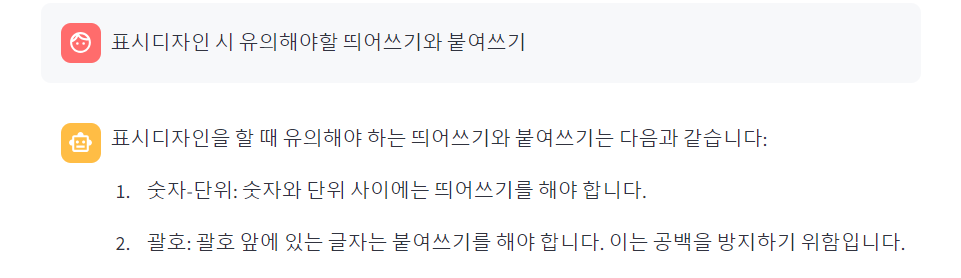 표시디자인 시 유의해야할 띄어쓰기와 붙여쓰기
표시디자인을 할 때 유의해야 하는 띄어쓰기와 붙여쓰기는 다음과 같습니다:
1. 숫자-단위: 숫자와 단위 사이에는 띄어쓰기를 해야 합니다.
2. 괄호: 괄호 앞에 있는 글자는 붙여쓰기를 해야 합니다. 이는 공백을 방지하기 위함입니다.